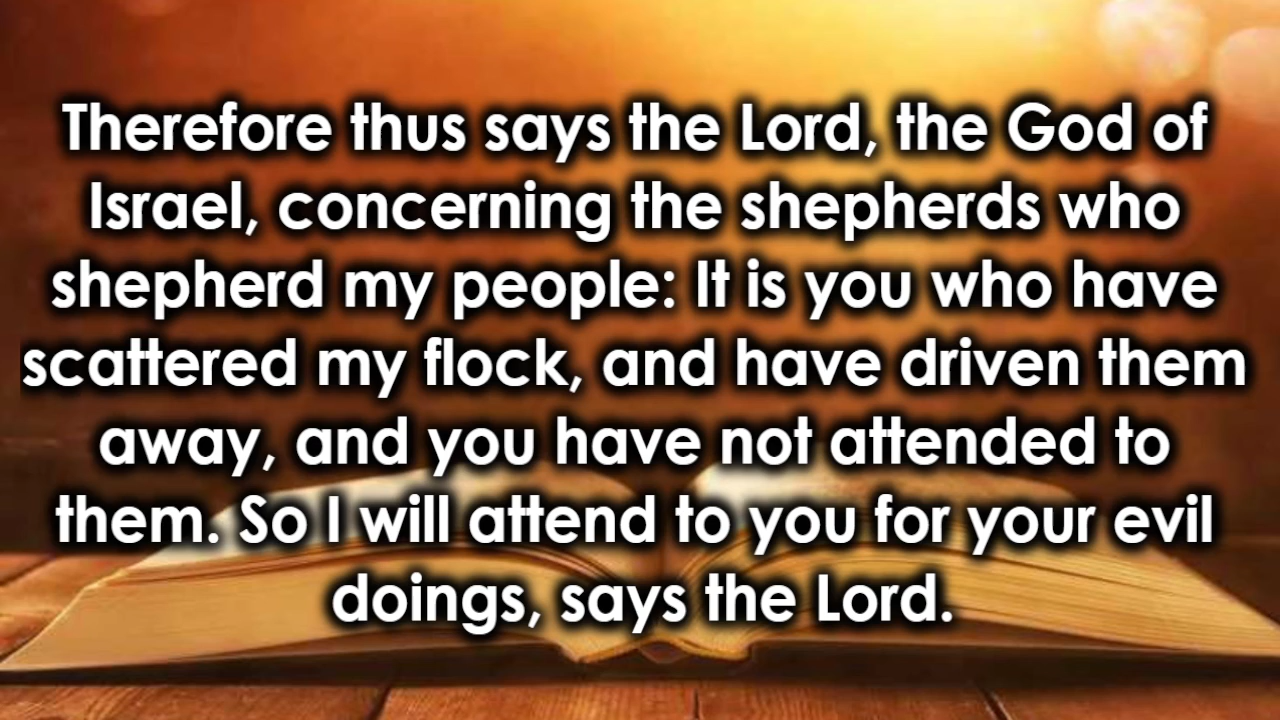 Therefore thus says the Lord, the God of
Israel, concerning the shepherds who
shepherd my people: It is you who have
scattered my flock, and have driven them
away, and you have not attended to
them. So I will attend to you for your evil
doings, says the Lord.